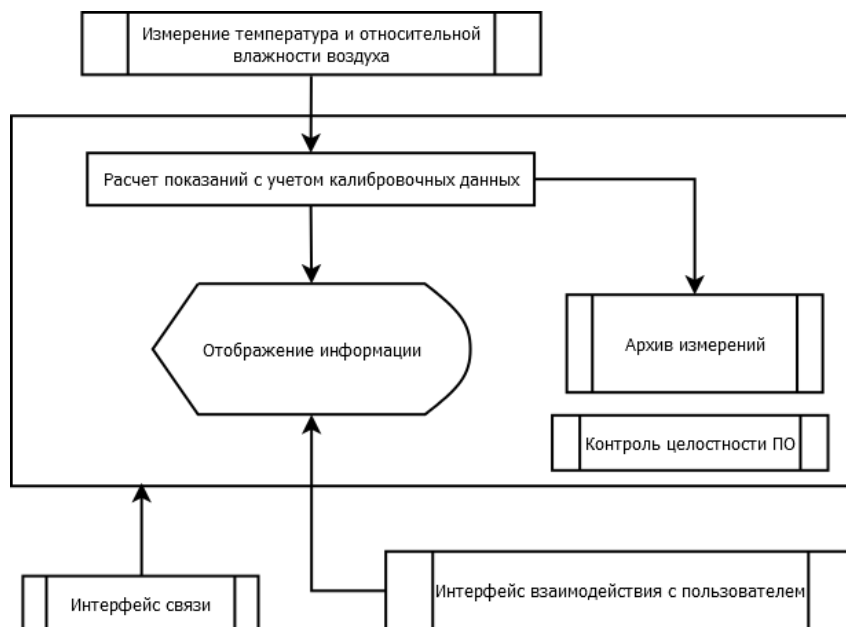 Измерение температура и относительной
влажности воздуха
Расчет показаний с учетом калибровочных данных
Отображение информации
Архив измерений
Контроль целостности ПО
Интерфейс связи
Интерфейс взаимодействия с пользователем